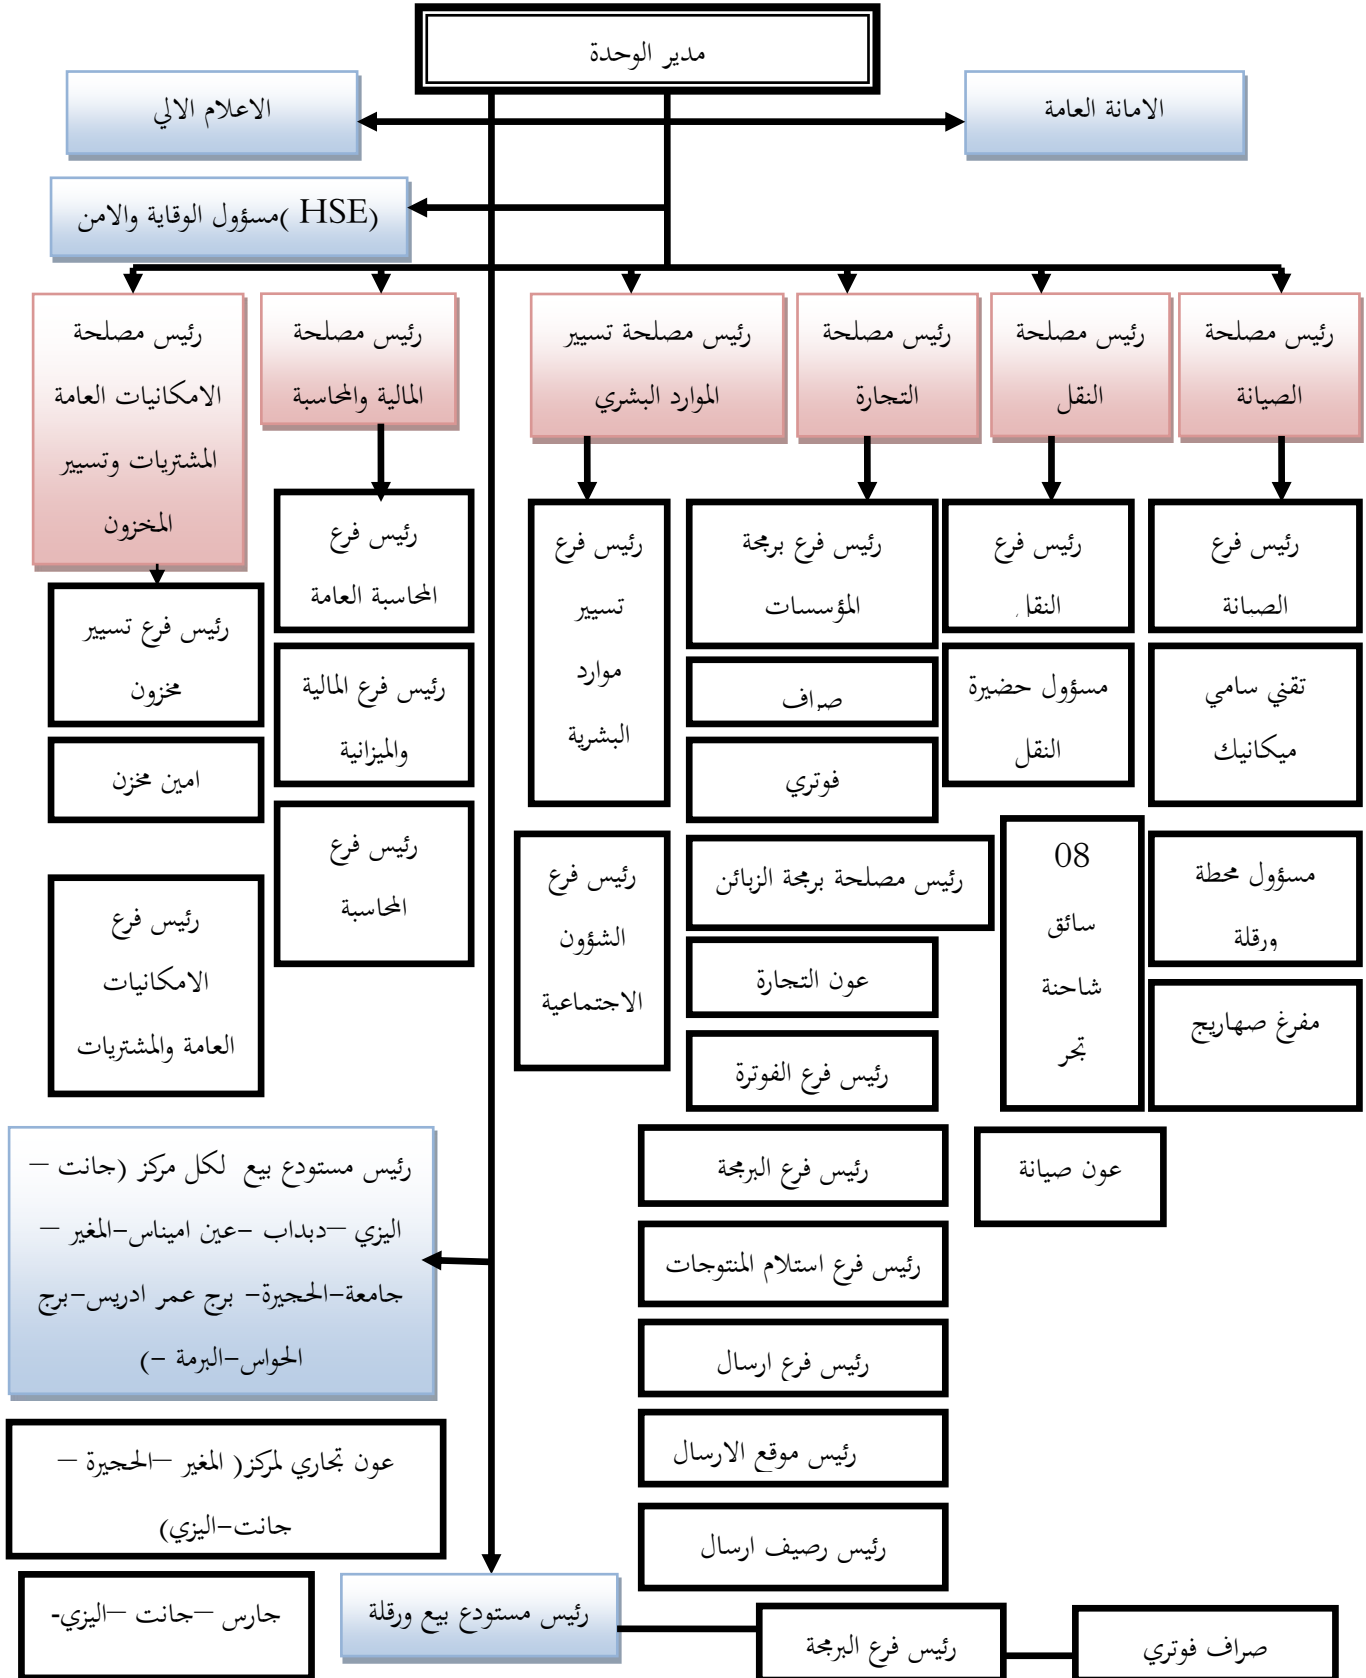 مدير الوحدة
الامانة العامة
الاعلام الالي
(HSE )مسؤول الوقاية والامن
رئيس مصلحة
الصيانة
رئيس مصلحة
النقل
رئيس مصلحة
التجارة
رئيس مصلحة تسيير
الموارد البشري
رئيس مصلحة
المالية والمحاسبة
رئيس مصلحة
الامكانيات العامة
المشتريات وتسيير
المخزون
رئيس فرع
الصيانة
تقني سامي
ميكانيك
مسؤول محطة
ورقلة
مفرغ صهاريج
رئيس فرع
النقل
مسؤول حضيرة
النقل
08
سائق
شاحنة
تجر
عون صيانة
رئيس فرع برمجة
المؤسسات
صراف
فوتري
رئيس مصلحة برمجة الزبائن
عون التجارة
رئيس فرع الفوترة
رئيس فرع البرمجة
رئيس فرع استلام المنتوجات
رئيس فرع ارسال
رئيس موقع الارسال
رئيس رصيف ارسال
رئيس فرع
تسيير
موارد
البشرية
رئيس فرع
الشؤون
الاجتماعية
رئيس فرع
المحاسبة العامة
رئيس فرع المالية
والميزانية
رئيس فرع
المحاسبة
رئيس فرع تسيير
مخزون
امين مخزن
رئيس فرع
الامكانيات
العامة والمشتريات
رئيس مستودع بيع لكل مركز (جانت –
اليزي –دبداب -عين اميناس-المغير –
جامعة-الحجيرة- برج عمر ادريس-برج
الحواس-البرمة -)
عون تجاري لمركز( المغير –الحجيرة –
جانت-اليزي)
حارس –جانت –اليزي-
رئيس مستودع بيع ورقلة
رئيس فرع البرمجة
صراف فوتري